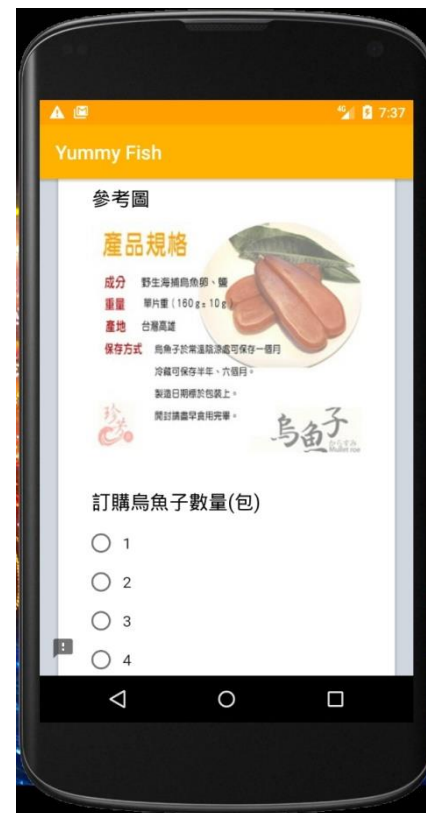 4G 7:37
Yummy Fish
參考圖
產品規格
成分 野生海捕烏魚卵、鹽
重量 單片重(160g±10g)
產地 台灣高雄
保存方式 烏魚子於常溫陰涼處可保存一個月
冷藏可保存半年、六個月。
製造日期標於包裝上。
開封請盡早食用完畢。
烏魚子
Mullet roe
訂購烏魚子數量(包)
1
2
3
4